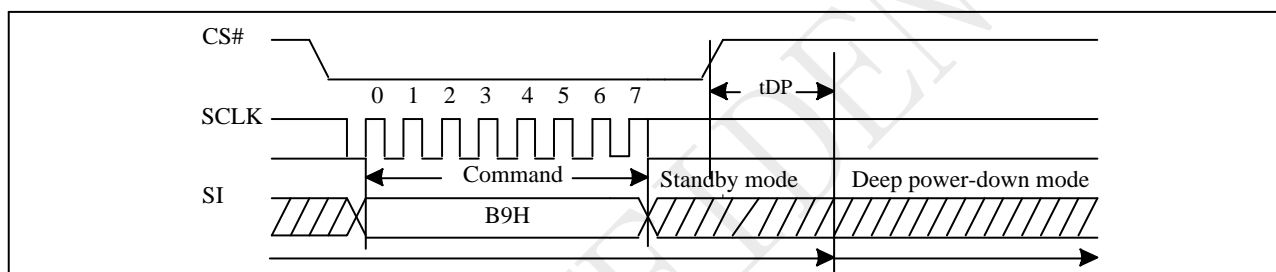 CS#
tDP
0 1 2 3 4 5 6 7
SCLK
Command
Standby mode
Deep power-down mode
SI
B9H